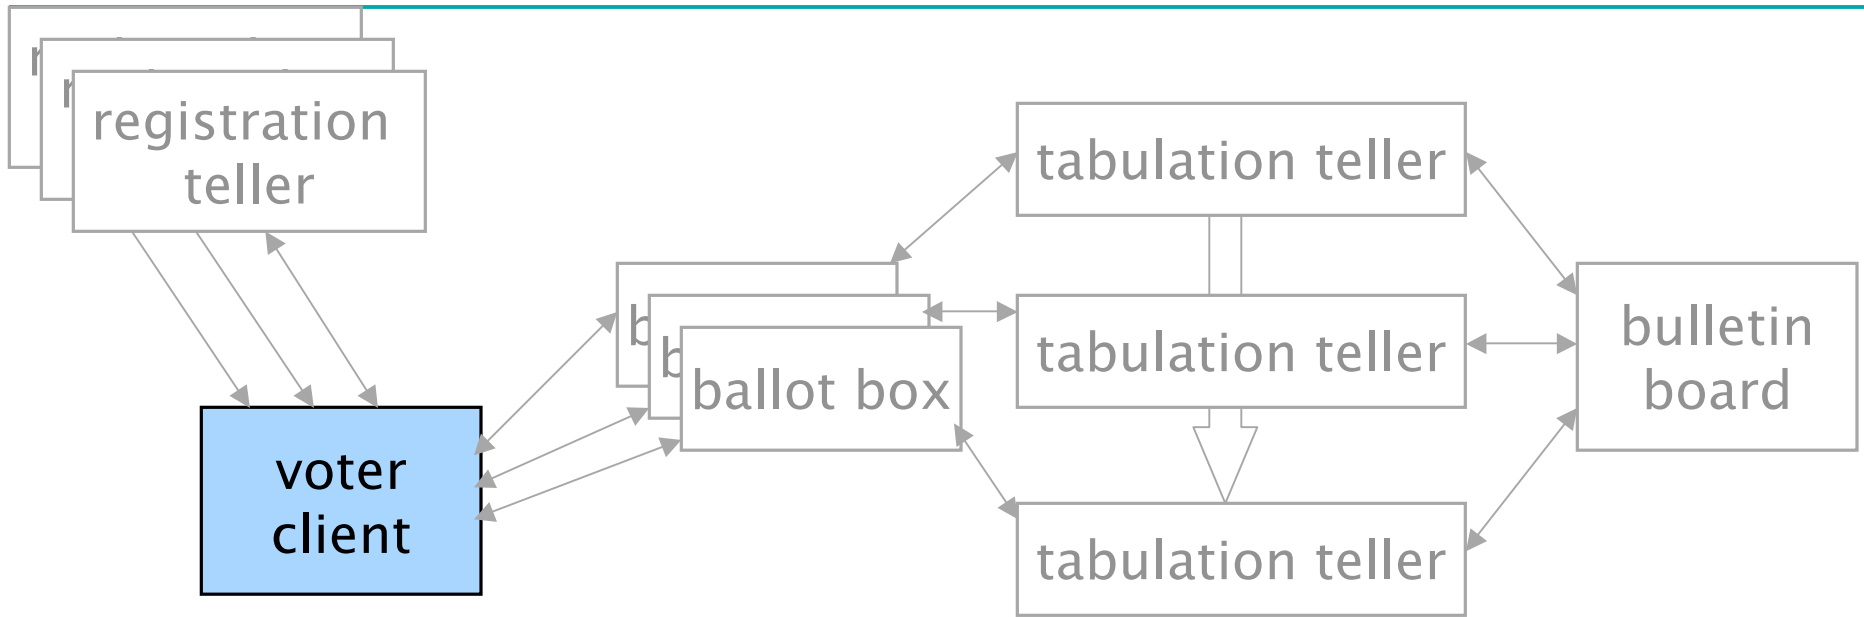 registration
teller
tabulation teller
tabulation teller
bulletin
board
ballot box
voter
client
tabulation teller